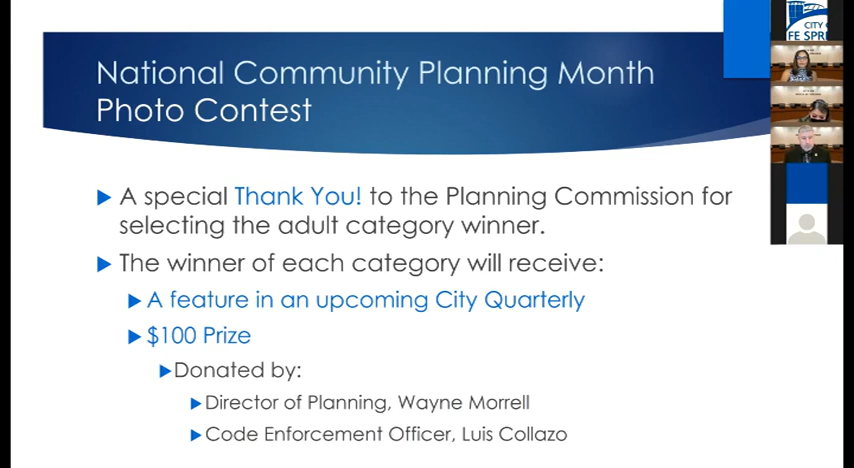 National Community Planning Month
Photo Contest
A special Thank You! to the Planning Commission for
selecting the adult category winner.
The winner of each category will receive:
A feature in an upcoming City Quarterly
$100 Prize
Donated by:
Director of Planning, Wayne Morrell
Code Enforcement Officer, Luis Collazo
CITY
FE SPR